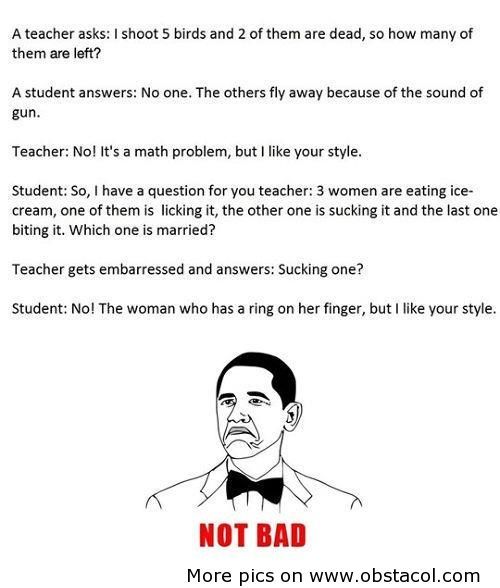 A teacher asks: I shoot 5 birds and 2 of them are dead, so how many of
them are left?
A student answers: No one. The others fly away because of the sound of
gun.
Teacher: No! It's a math problem, but I like your style.
Student: So, I have a question for you teacher: 3 women are eating ice-
cream, one of them is licking it, the other one is sucking it and the last one
biting it. Which one is married?
Teacher gets embarressed and answers: Sucking one?
Student: No! The woman who has a ring on her finger, but I like your style.
NOT BAD
More pics on www.obstacol.com